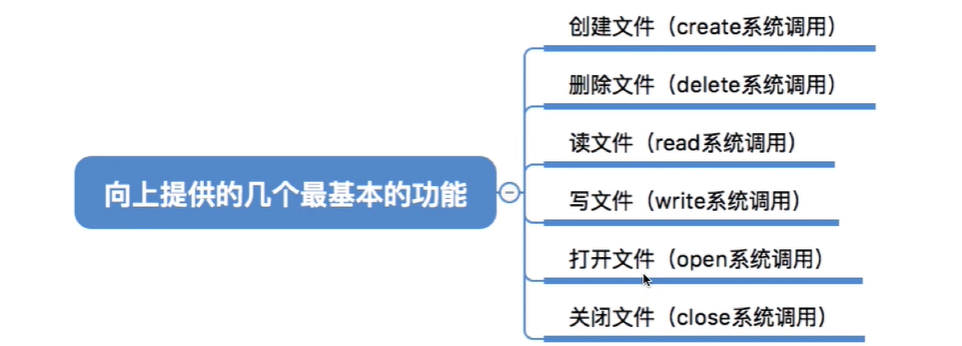 向上提供的几个最基本的功能
创建文件（create系统调用）
删除文件（delete系统调用）
读文件（read系统调用）
写文件（write系统调用）
打开文件（open系统调用）
关闭文件（close系统调用）